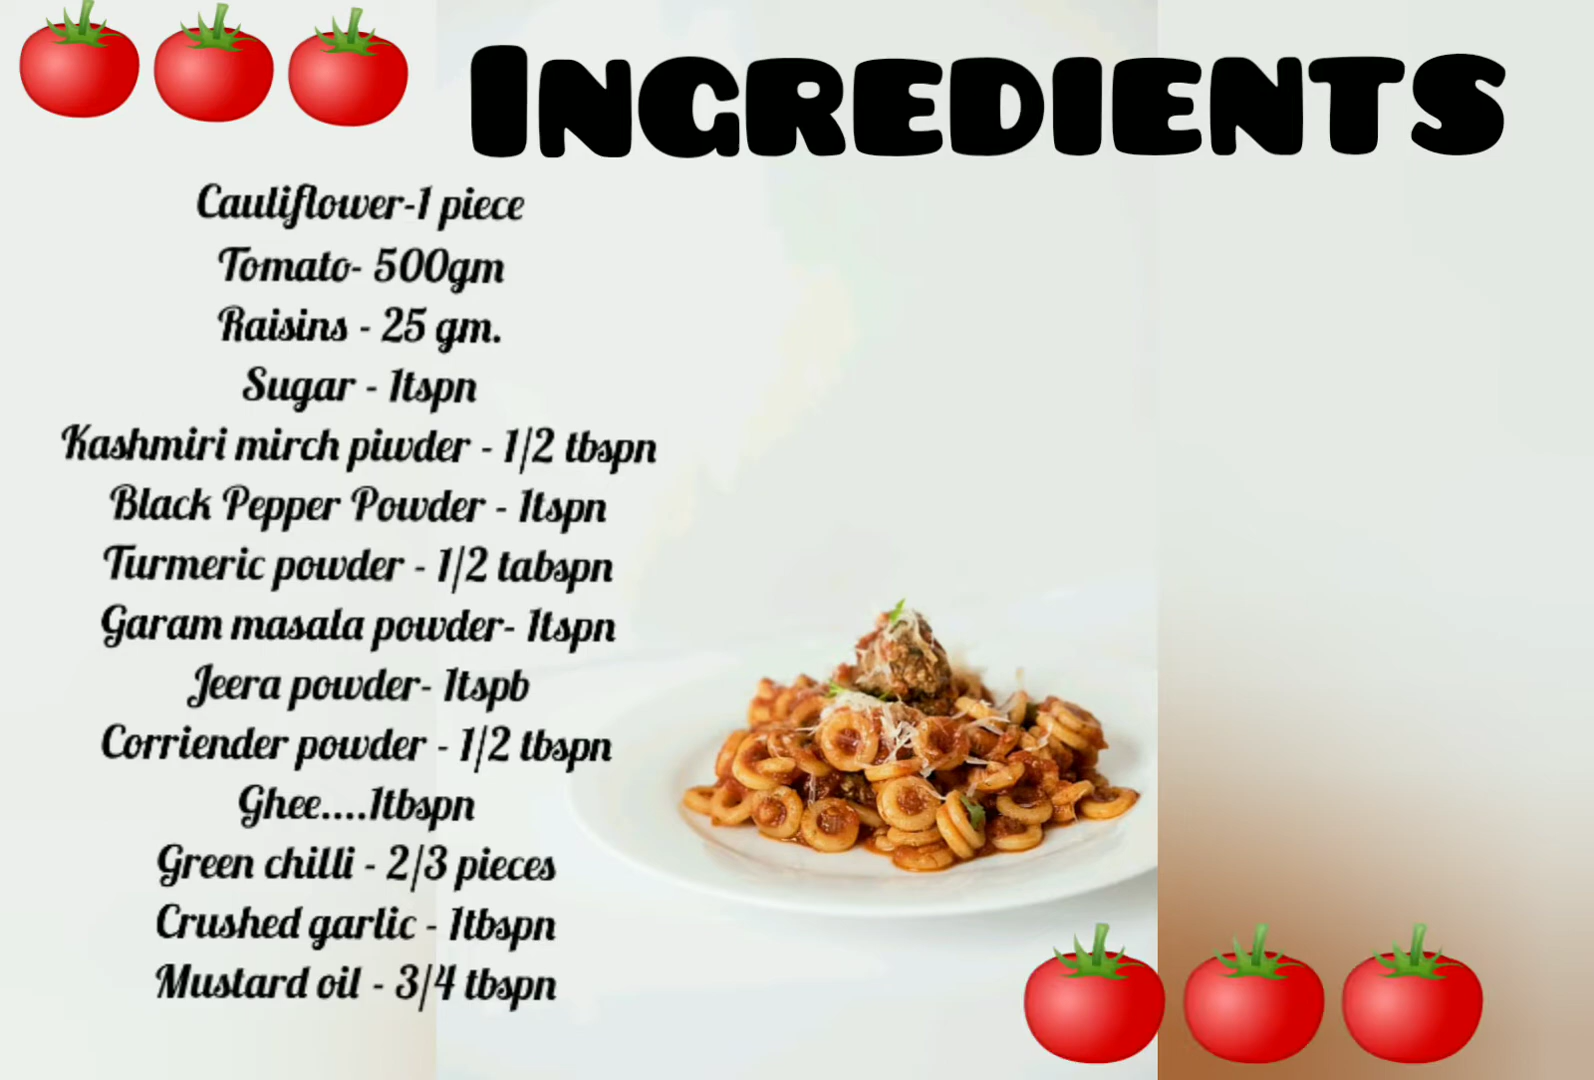 INGREDIENTS
Cauliflower-1 piece
Tomato- 500gm
Raisins - 25 gm.
Sugar - 1tspn
Kashmiri mirch piwder - 1/2 tbspn
Black Pepper Powder - 1tspn
Turmeric powder - 1/2 tabspn
Garam masala powder- 1tspn
Jeera powder- 1tspb
Corriender powder - 1/2 tbspn
Ghee....1tbspn
Green chilli - 2/3 pieces
Crushed garlic - 1tbspn
Mustard oil - 3/4 tbspn